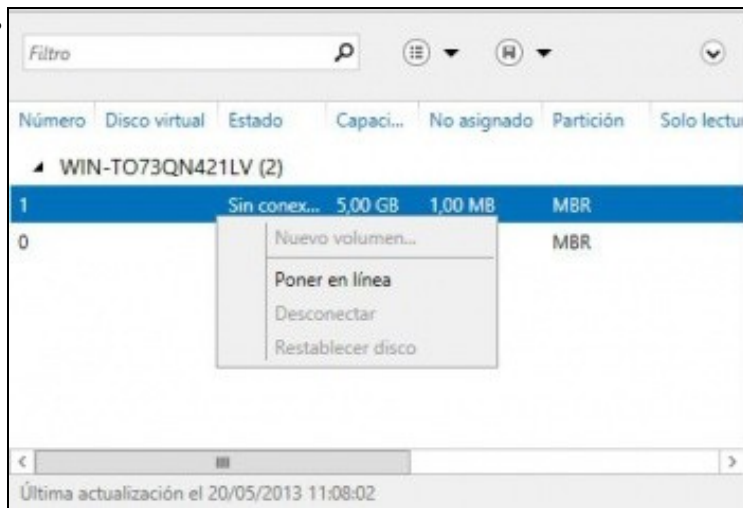 Filtro
Número Disco virtual Estado Capaci... No asignado Partición Solo lectu
WIN-TO73QN421LV (2)
1 Sin conex... 5,00 GB 1,00 MB MBR
0 MBR
Nuevo volumen...
Poner en línea
Desconectar
Restablecer disco
Última actualización el 20/05/2013 11:08:02